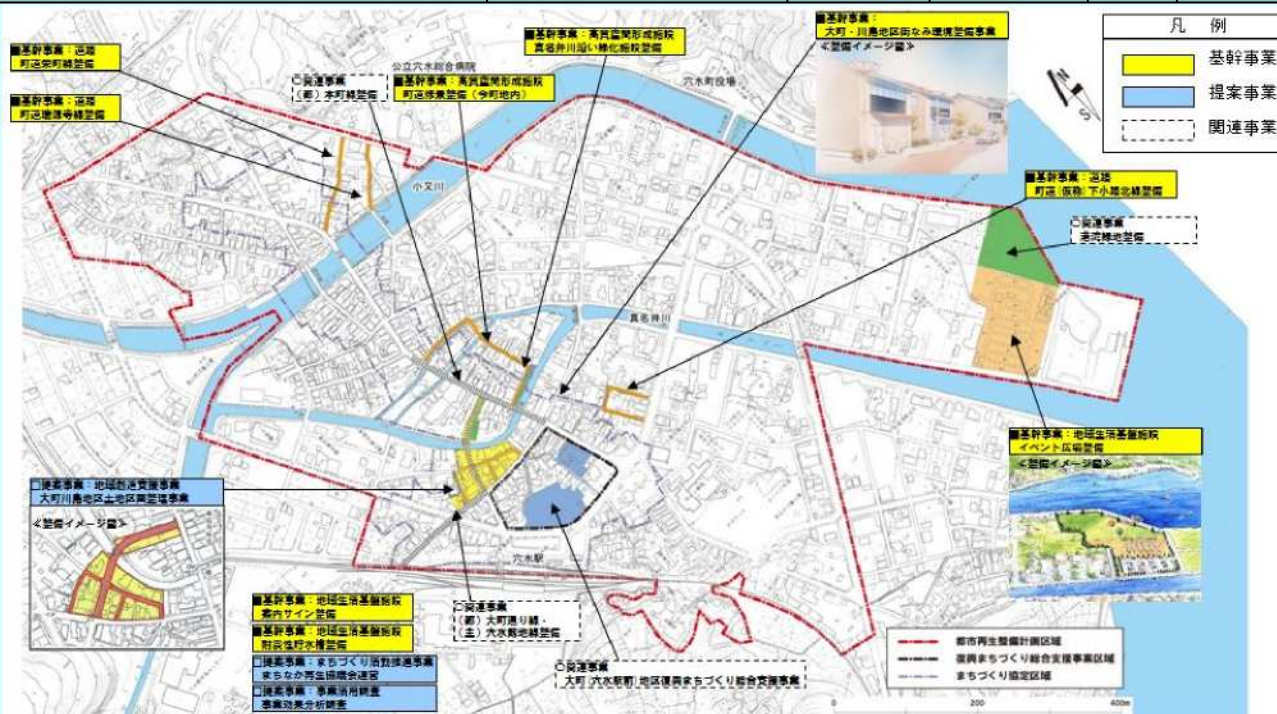 ■基幹事業：道路
町道栄町線整備
■基幹事業：道路
町道地蔵寺線整備
公立穴水総合病院
○関連事業
（都）本町線整備
■基幹事業：高質空間形成施設
町道修景整備（今町地内）
■基幹事業：高質空間形成施設
真名井川沿い緑化施設整備
穴水町役場
■基幹事業：
大町・川島地区街なみ環境整備事業
≪整備イメージ図≫
凡 例
基幹事業
提案事業
関連事業
N
S
■基幹事業：道路
町道(仮称)下小路北線整備
○関連事業
港湾緑地整備
小又川
真名井川
■基幹事業：地域生活基盤施設
イベント広場整備
≪整備イメージ図≫
□提案事業：地域創造支援事業
大町川島地区土地区画整理事業
≪整備イメージ図≫
穴水駅
■基幹事業：地域生活基盤施設
案内サイン整備
■基幹事業：地域生活基盤施設
耐震性貯水槽整備
□提案事業：まちづくり活動推進事業
まちなか再生協議会運営
□提案事業：事業活用調査
事業効果分析調査
○関連事業
（都）大町通り線・
（主）穴水剱地線整備
○関連事業
大町(穴水駅前)地区復興まちづくり総合支援事業
都市再生整備計画区域
復興まちづくり総合支援事業区域
まちづくり協定区域
0 200 400m